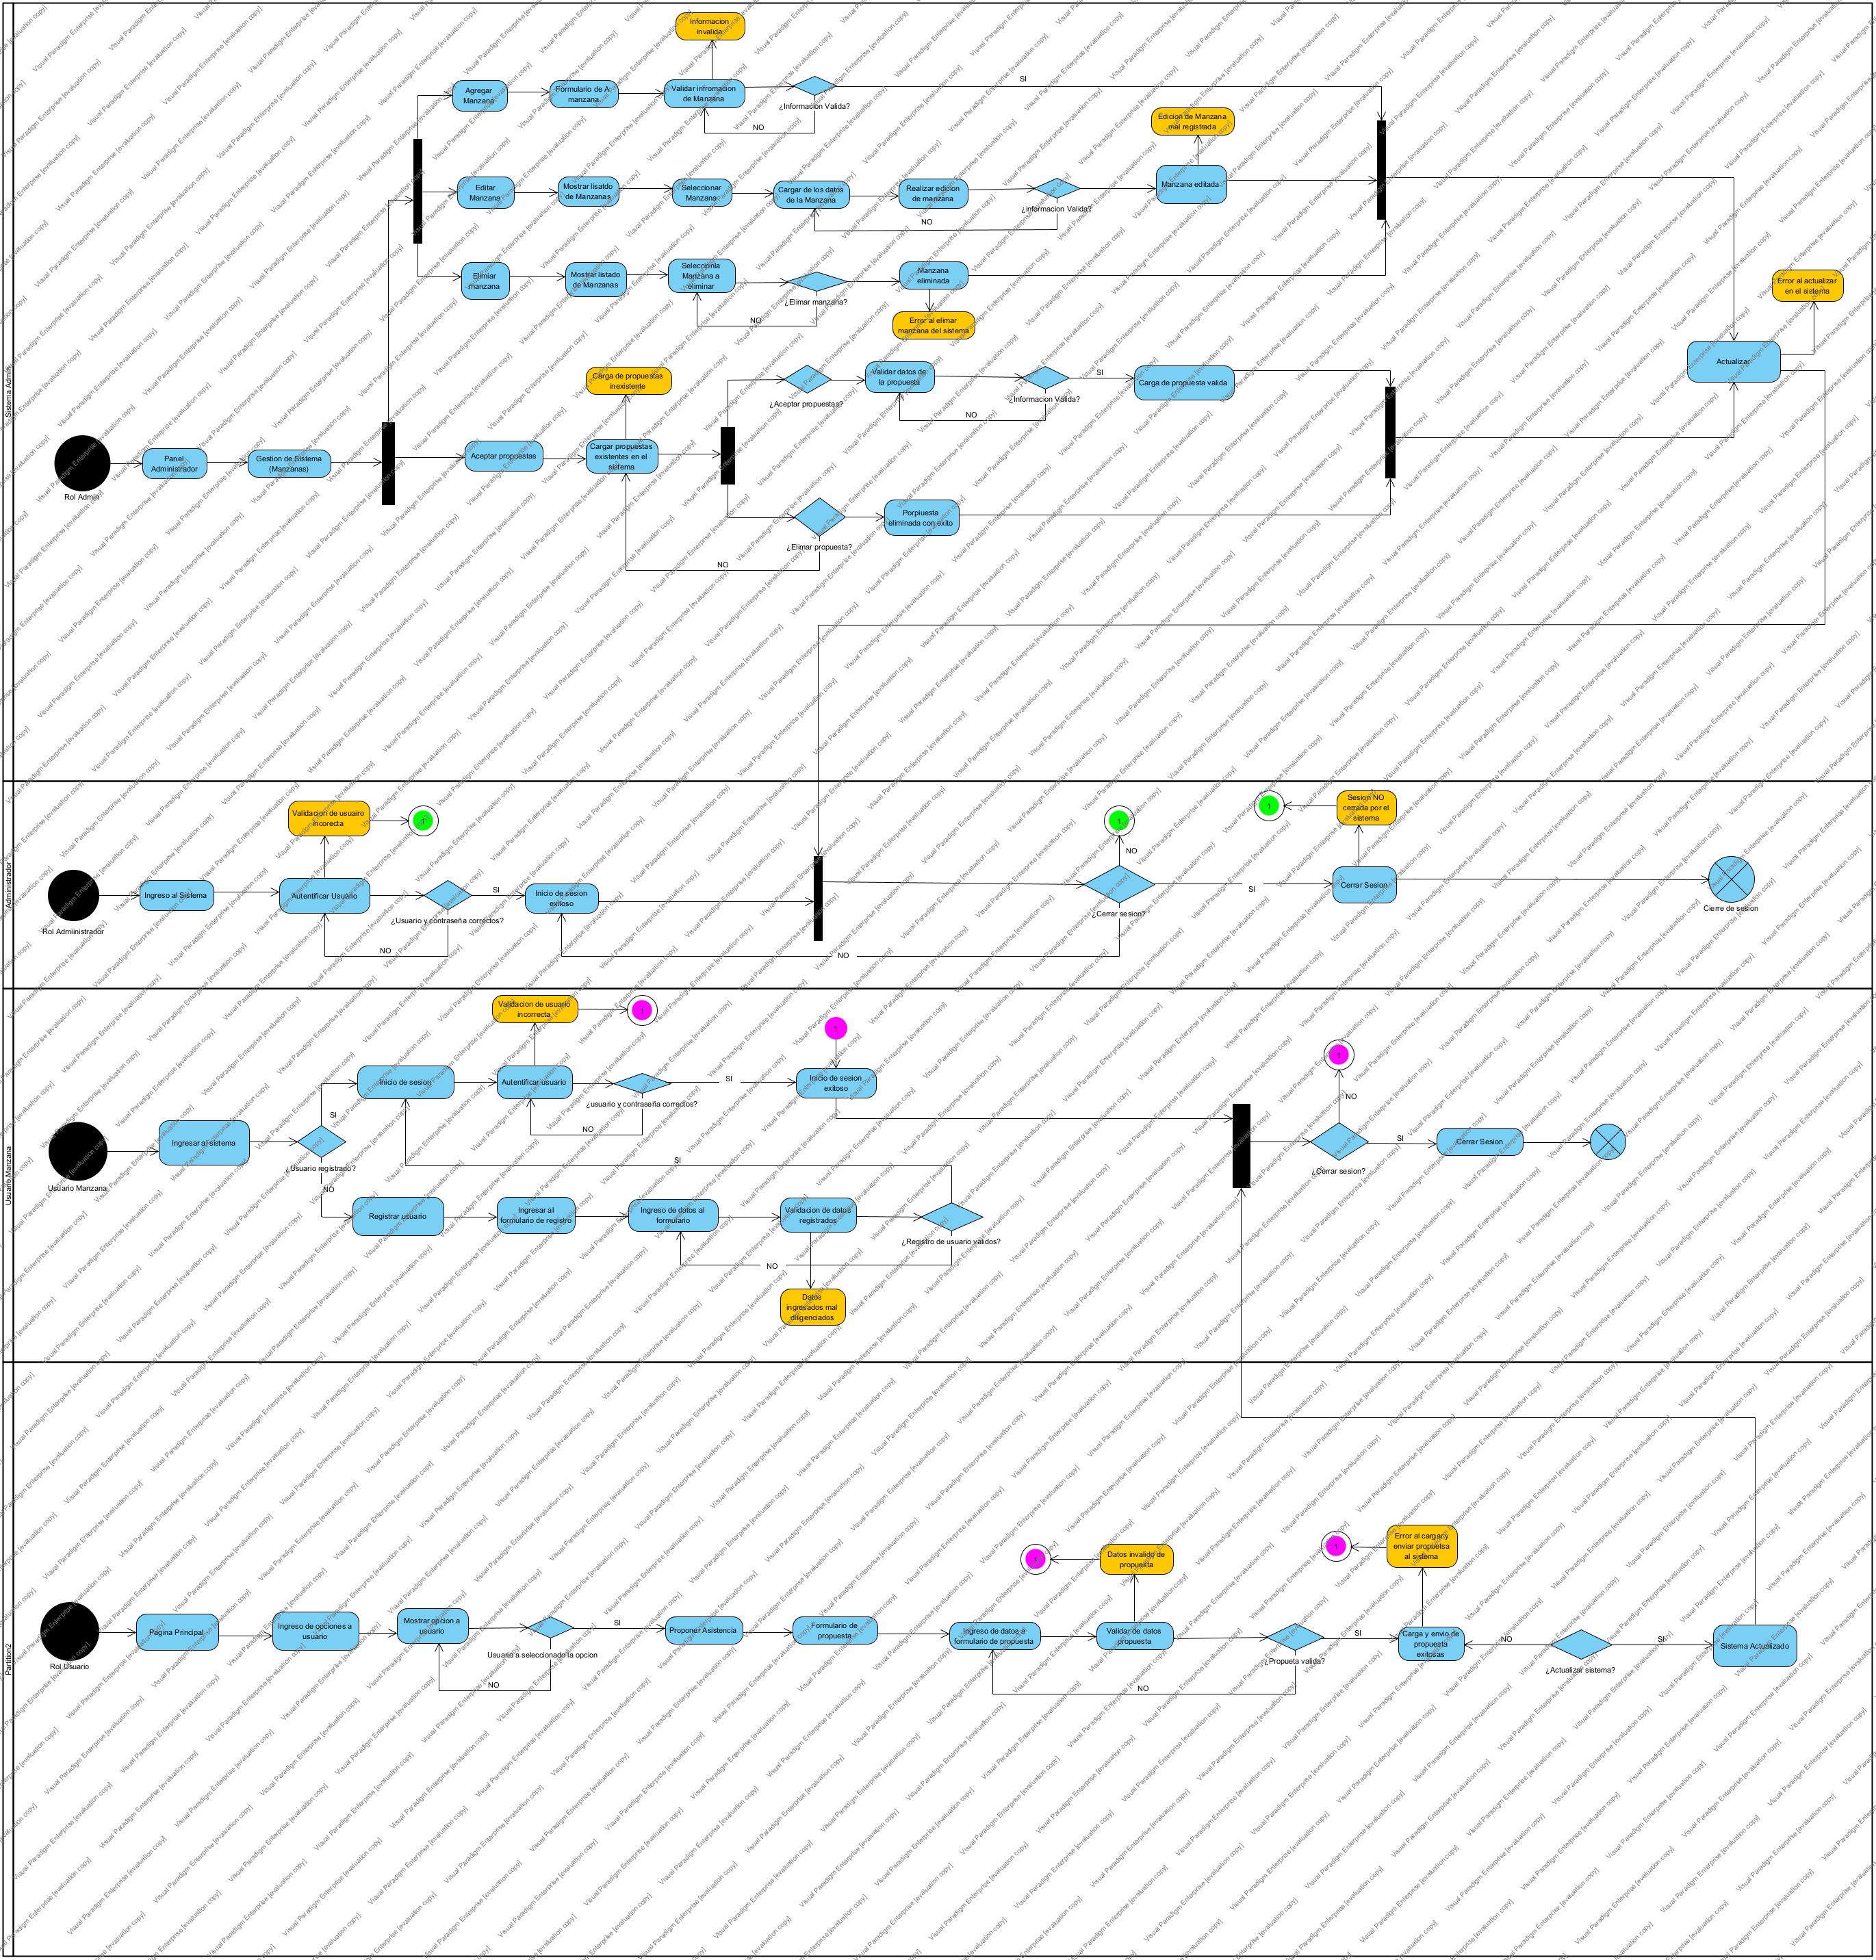 Informacion
invalida
Agregar
Manzana
Formulario de A.
manzana
Validar infromacion
de Manzana
¿Informacion Valida?
SI
NO
Edicion de Manzana
mal registrada
Editar
Manzana
Mostrar lisatdo
de Manzanas
Seleccionar
Manzana
Cargar de los datos
de la Manzana
Realizar edicion
de manzana
¿informacion Valida?
NO
Manzana editada
Elimiar
manzana
Mostrar listado
de Manzanas
Manzana a
eliminar
¿Elimar manzana?
NO
Manzana
eliminada
Error al elimar
manzana del sistema
Error al actualizar
en el sistema
Actualizar
Sistema Admin
Rol Admin
Panel
Administrador
Gestion de Sistema
(Manzanas)
Aceptar propuestas
Carga de propuestas
inexistente
Cargar propuestas
existentes en el
sistema
¿Aceptar propuestas?
Validar datos de
la propuesta
¿Informacion Valida?
SI
NO
Carga de propuesta valida
¿Elimar propuesta?
NO
Porpiuesta
eliminada con exito
Administrador
Rol Admiinistrador
Ingreso al Sistema
Validacion de usuairo
incorecta
1
Autentificar Usuario
¿Usuario y contraseña correctos?
SI
NO
Inicio de sesion
exitoso
¿Cerrar sesion?
1
NO
SI
NO
Sesion NO
cerrada por el
sistema
1
Cerrar Sesion
Cierre de sesion
Usuario Manzana
Usuario Manzana
Ingresar al sistema
¿Usuario registrado?
SI
NO
Inicio de sesion
Validacion de usuario
incorrecta
1
Autentificar usuario
¿usuario y contraseña correctos?
SI
NO
1
Inicio de sesion
exitoso
Registrar usuario
Ingresar al
formulario de registro
Ingreso de datos al
formulario
Validacion de datos
registrados
¿Registro de usuario validos?
SI
NO
Datos
ingresados mal
diligenciados
¿Cerrar sesion?
1
NO
SI
Cerrar Sesion
Partition2
Rol Usuario
Pagina Principal
Ingreso de opciones a
usuario
Mostrar opcion a
usuario
Usuario a seleccionado la opcion
SI
NO
Proponer Asistencia
Formulario de
propuesta
Ingreso de datos a
formulario de propuesta
Datos invalido de
propuesta
1
Validar de datos
propuesta
¿Propueta valida?
SI
NO
Error al cargar y
enviar propuetsa
al sistema
1
Carga y envio de
propuesta
exitosas
NO
¿Actualizar sistema?
SI
Sistema Actualizado
Visual Paradigm Enterprise [evaluation copy]